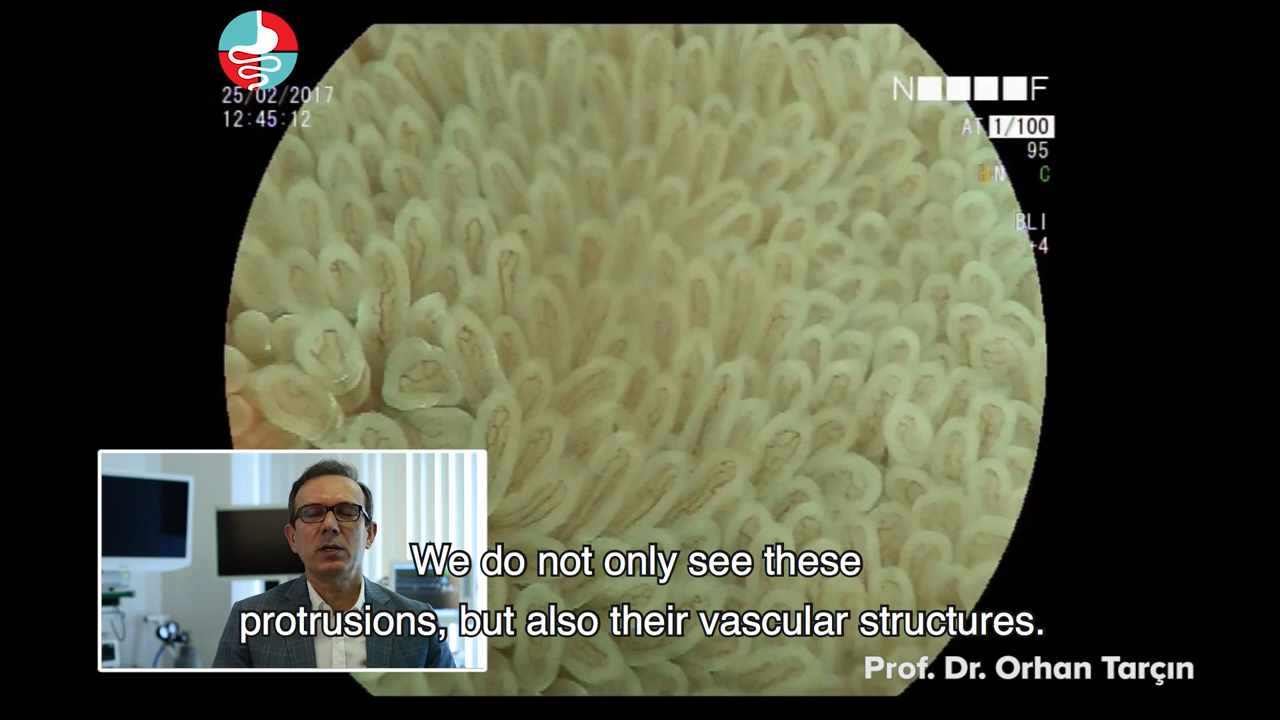 25/02/2017
12:45:12
N F
AT 1/100
95
N C
BLI
+4
We do not only see these
protrusions, but also their vascular structures.
Prof. Dr. Orhan Tarçın